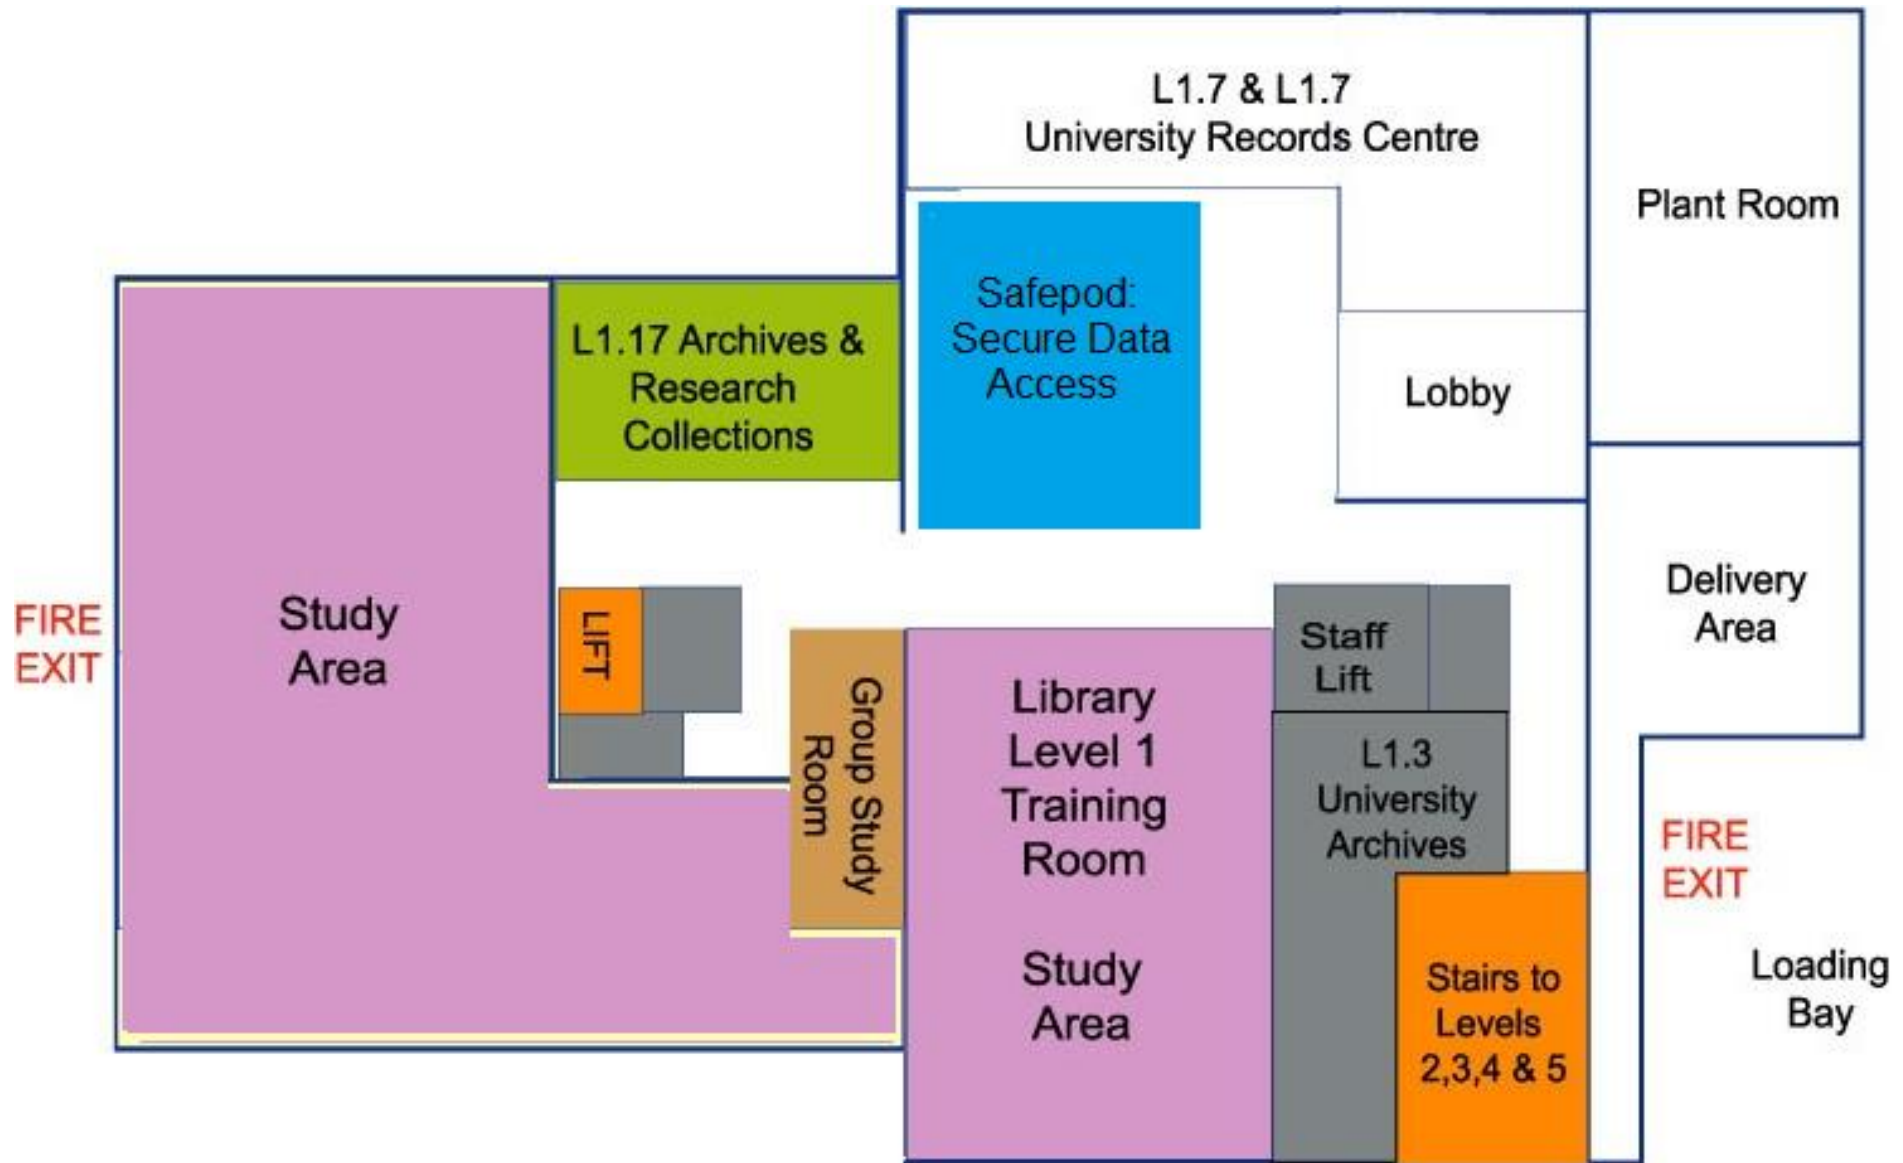 L1.7 & L1.7
University Records Centre
Plant Room
Safepod:
Secure Data
Access
L1.17 Archives &
Research
Collections
Lobby
Study
Area
FIRE
EXIT
LIFT
Group Study
Room
Library
Level 1
Training
Room
Study
Area
Staff
Lift
L1.3
University
Archives
Delivery
Area
FIRE
EXIT
Stairs to
Levels
2,3,4 & 5
Loading
Bay